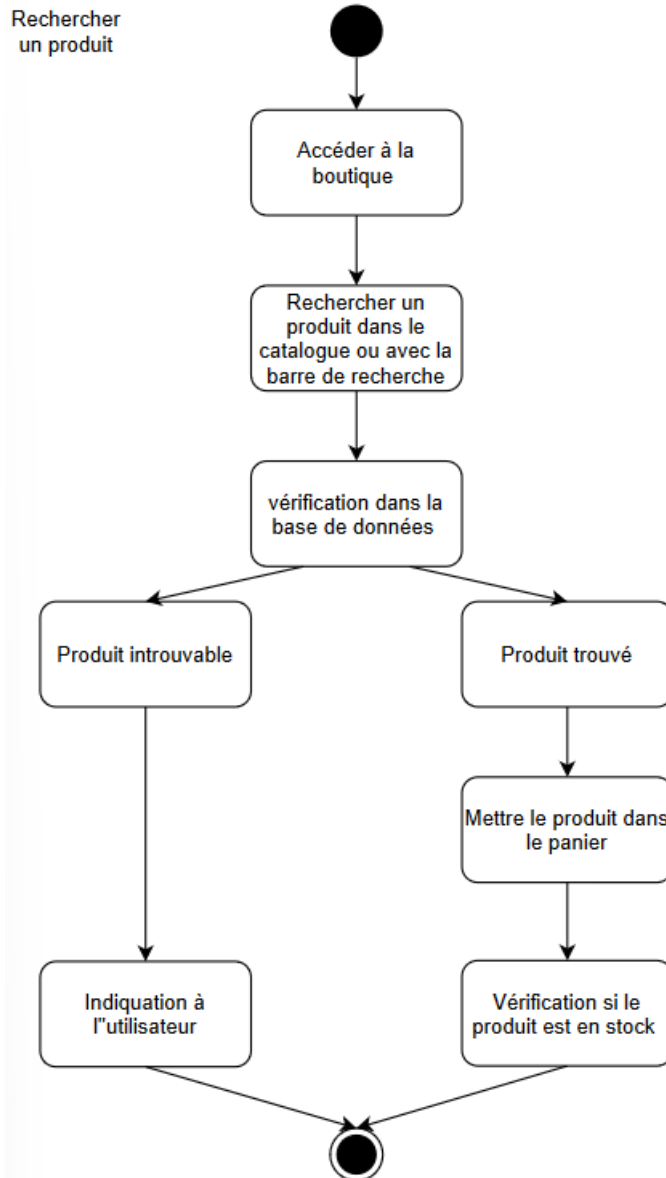 Rechercher
un produit
Accéder à la
boutique
Rechercher un
produit dans le
catalogue ou avec la
barre de recherche
vérification dans la
base de données
Produit introuvable
Produit trouvé
Mettre le produit dans
le panier
Indiquation à
l"utilisateur
Vérification si le
produit est en stock